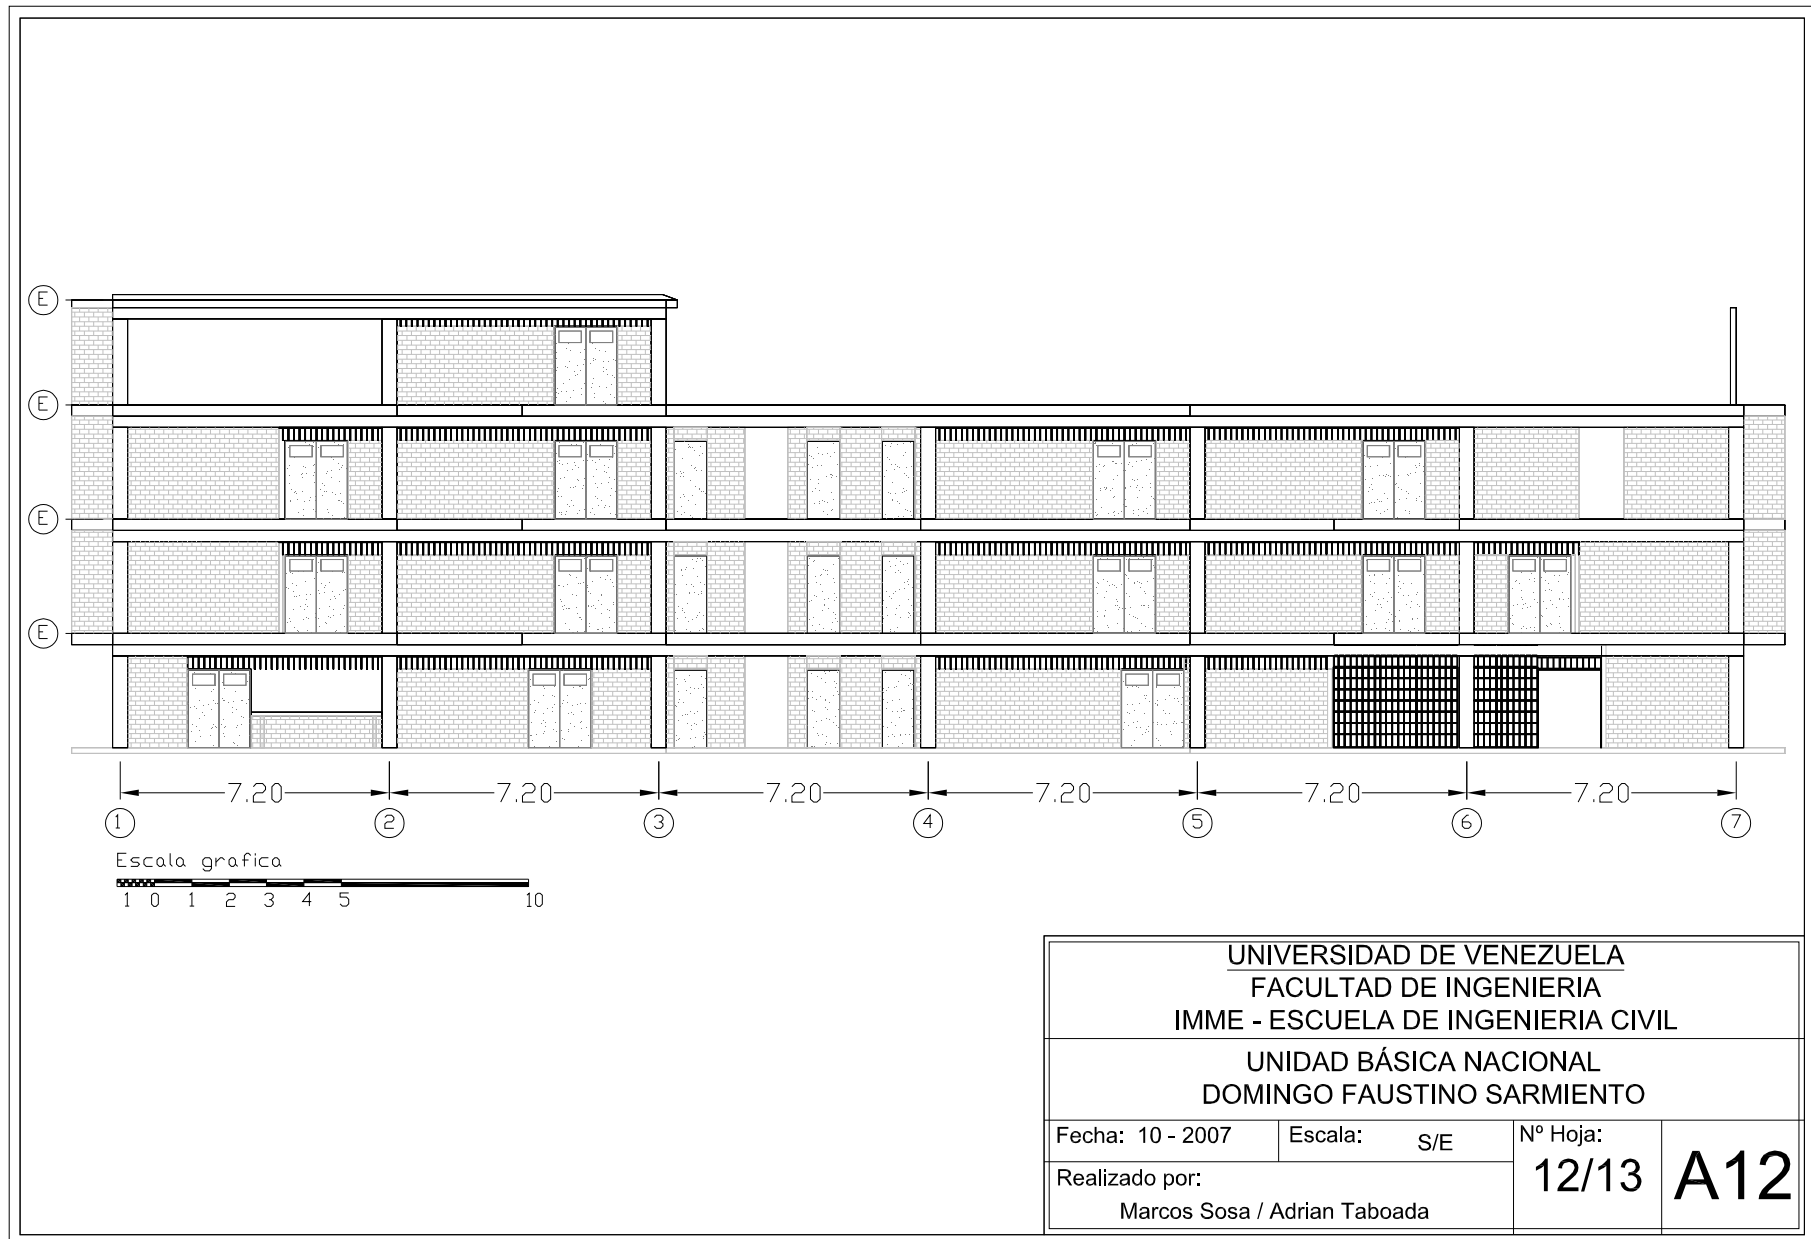 E
E
E
E
7.20 7.20 7.20 7.20 7.20 7.20
1 2 3 4 5 6 7
Escala grafica
1 0 1 2 3 4 5 10
UNIVERSIDAD DE VENEZUELA
FACULTAD DE INGENIERIA
IMME - ESCUELA DE INGENIERIA CIVIL
UNIDAD BÁSICA NACIONAL
DOMINGO FAUSTINO SARMIENTO
Fecha: 10 - 2007 Escala: S/E
Nº Hoja:
12/13
A12
Realizado por:
Marcos Sosa / Adrian Taboada